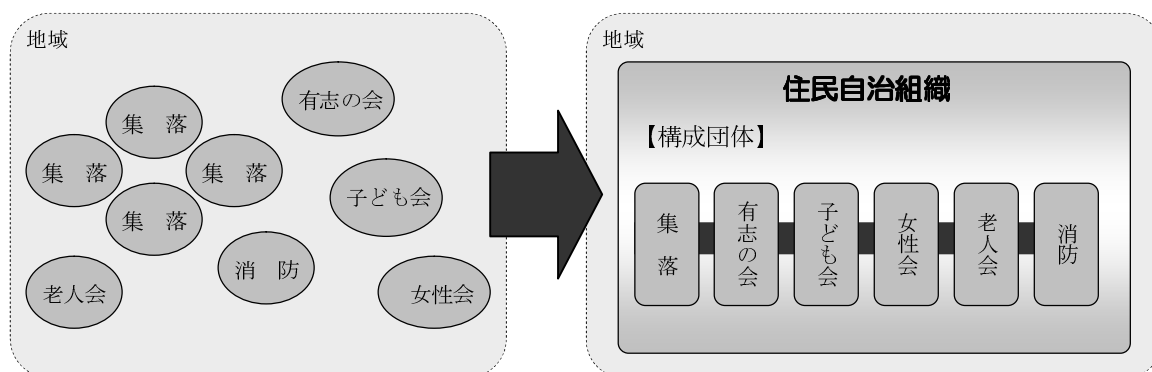 地域
有志の会
集　落
集　落
集　落
集　落
子ども会
消　防
老人会
女性会
地域
住民自治組織
【構成団体】
集　落
有志の会
子ども会
女性会
老人会
消防